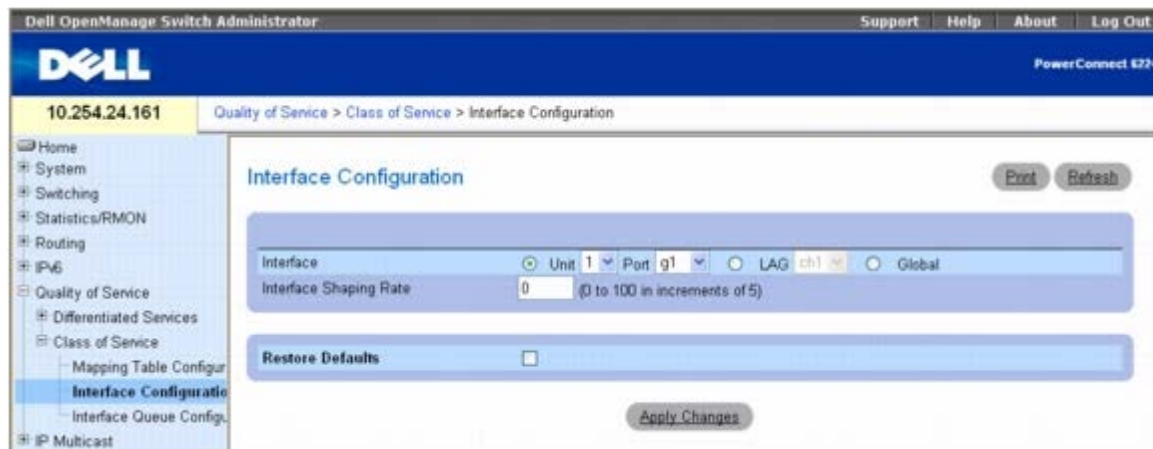 Dell OpenManage Switch Administrator Support Help About Log Out
DELL
PowerConnect 622
10.254.24.161
Quality of Service > Class of Service > Interface Configuration
Home
System
Switching
Statistics/RMON
Routing
IPv6
Quality of Service
Differentiated Services
Class of Service
Mapping Table Configur
Interface Configuratio
Interface Queue Configu
IP Multicast
Interface Configuration
Print Refresh
Interface Unit 1 Port g1 LAG ch1 Global
Interface Shaping Rate 0 (0 to 100 in increments of 5)
Restore Defaults
Apply Changes